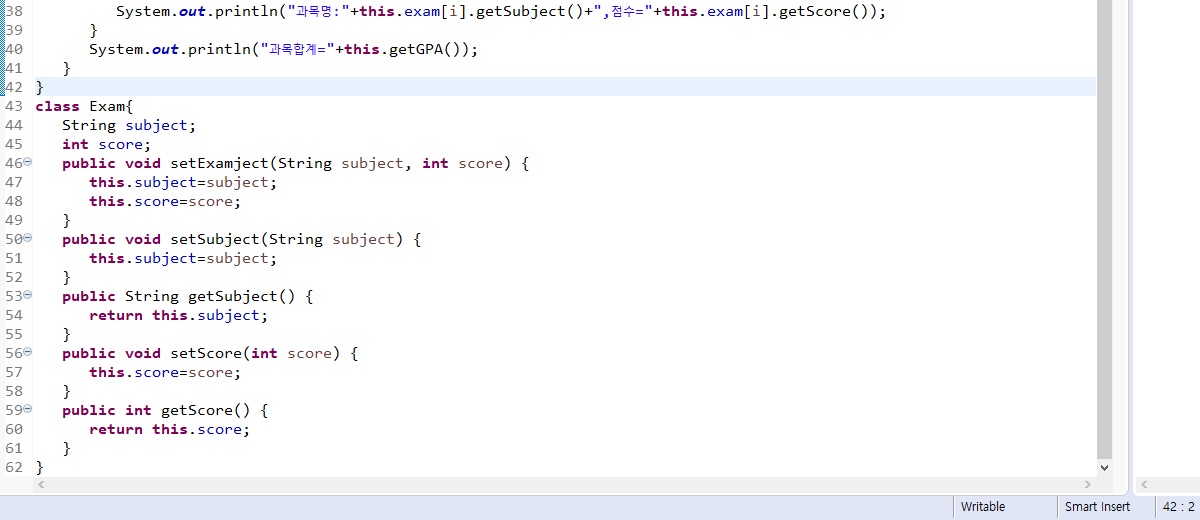 38 System.out.println("과목명:"+this.exam[i].getSubject()+",점수="+this.exam[i].getScore());
39 }
40 System.out.println("과목합계="+this.getGPA());
41 }
42 }
43 class Exam{
44 String subject;
45 int score;
46 public void setExamject(String subject, int score) {
47 this.subject=subject;
48 this.score=score;
49 }
50 public void setSubject(String subject) {
51 this.subject=subject;
52 }
53 public String getSubject() {
54 return this.subject;
55 }
56 public void setScore(int score) {
57 this.score=score;
58 }
59 public int getScore() {
60 return this.score;
61 }
62 }
Writable Smart Insert 42 : 2